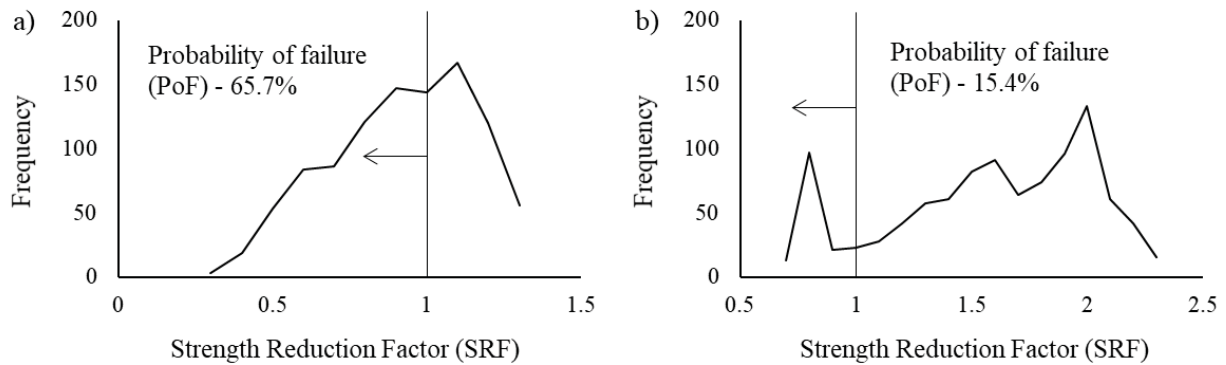 a)
200
150
100
50
0
Frequency
Probability of failure
(PoF) - 65.7%
0
0.5
1
1.5
Strength Reduction Factor (SRF)
b)
200
150
100
50
0
Frequency
Probability of failure
(PoF) - 15.4%
0.5
1
1.5
2
2.5
Strength Reduction Factor (SRF)